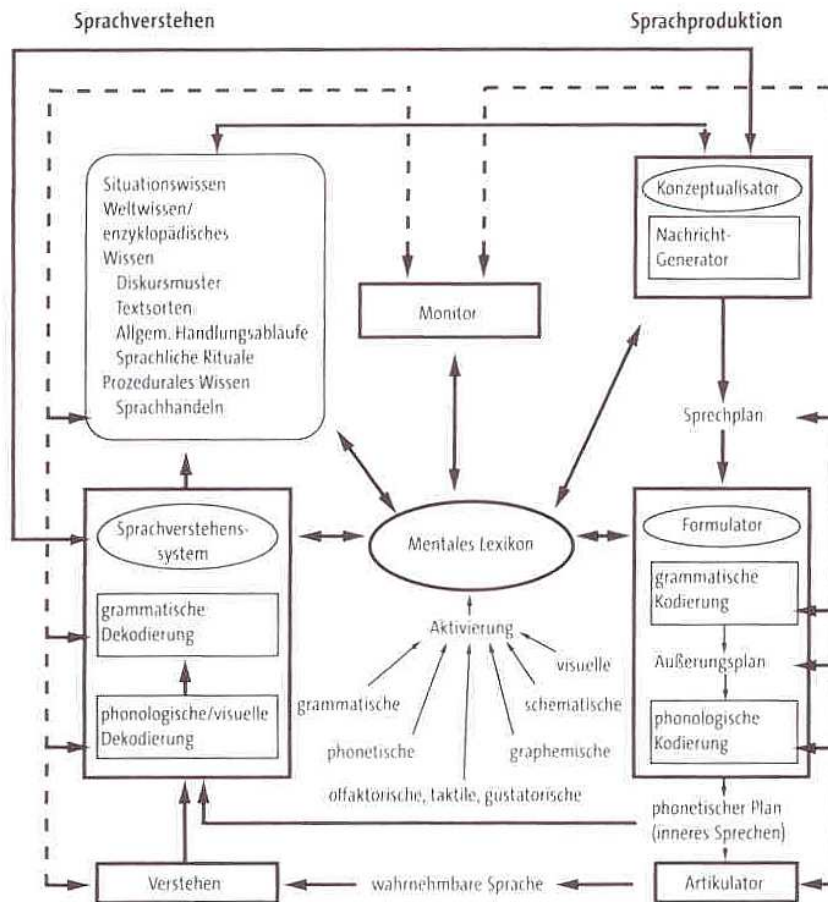 Sprachverstehen
Sprachproduktion
Situationswissen
Weltwissen/
enzyklopädisches
Wissen
Diskursmuster
Textsorten
Allgem. Handlungsabläufe
Sprachliche Rituale
Prozedurales Wissen
Sprachhandeln
Konzeptualisator
Nachricht-
Generator
Monitor
Sprechplan
Sprachverstehens-
system
grammatische
Dekodierung
phonologische/visuelle
Dekodierung
Mentales Lexikon
Aktivierung
visuelle
grammatische
schematische
phonetische
graphemische
olfaktorische, taktile, gustatorische
Formulator
grammatische
Kodierung
Äußerungsplan
phonologische
Kodierung
phonetischer Plan
(inneres Sprechen)
Verstehen
wahrnehmbare Sprache
Artikulator